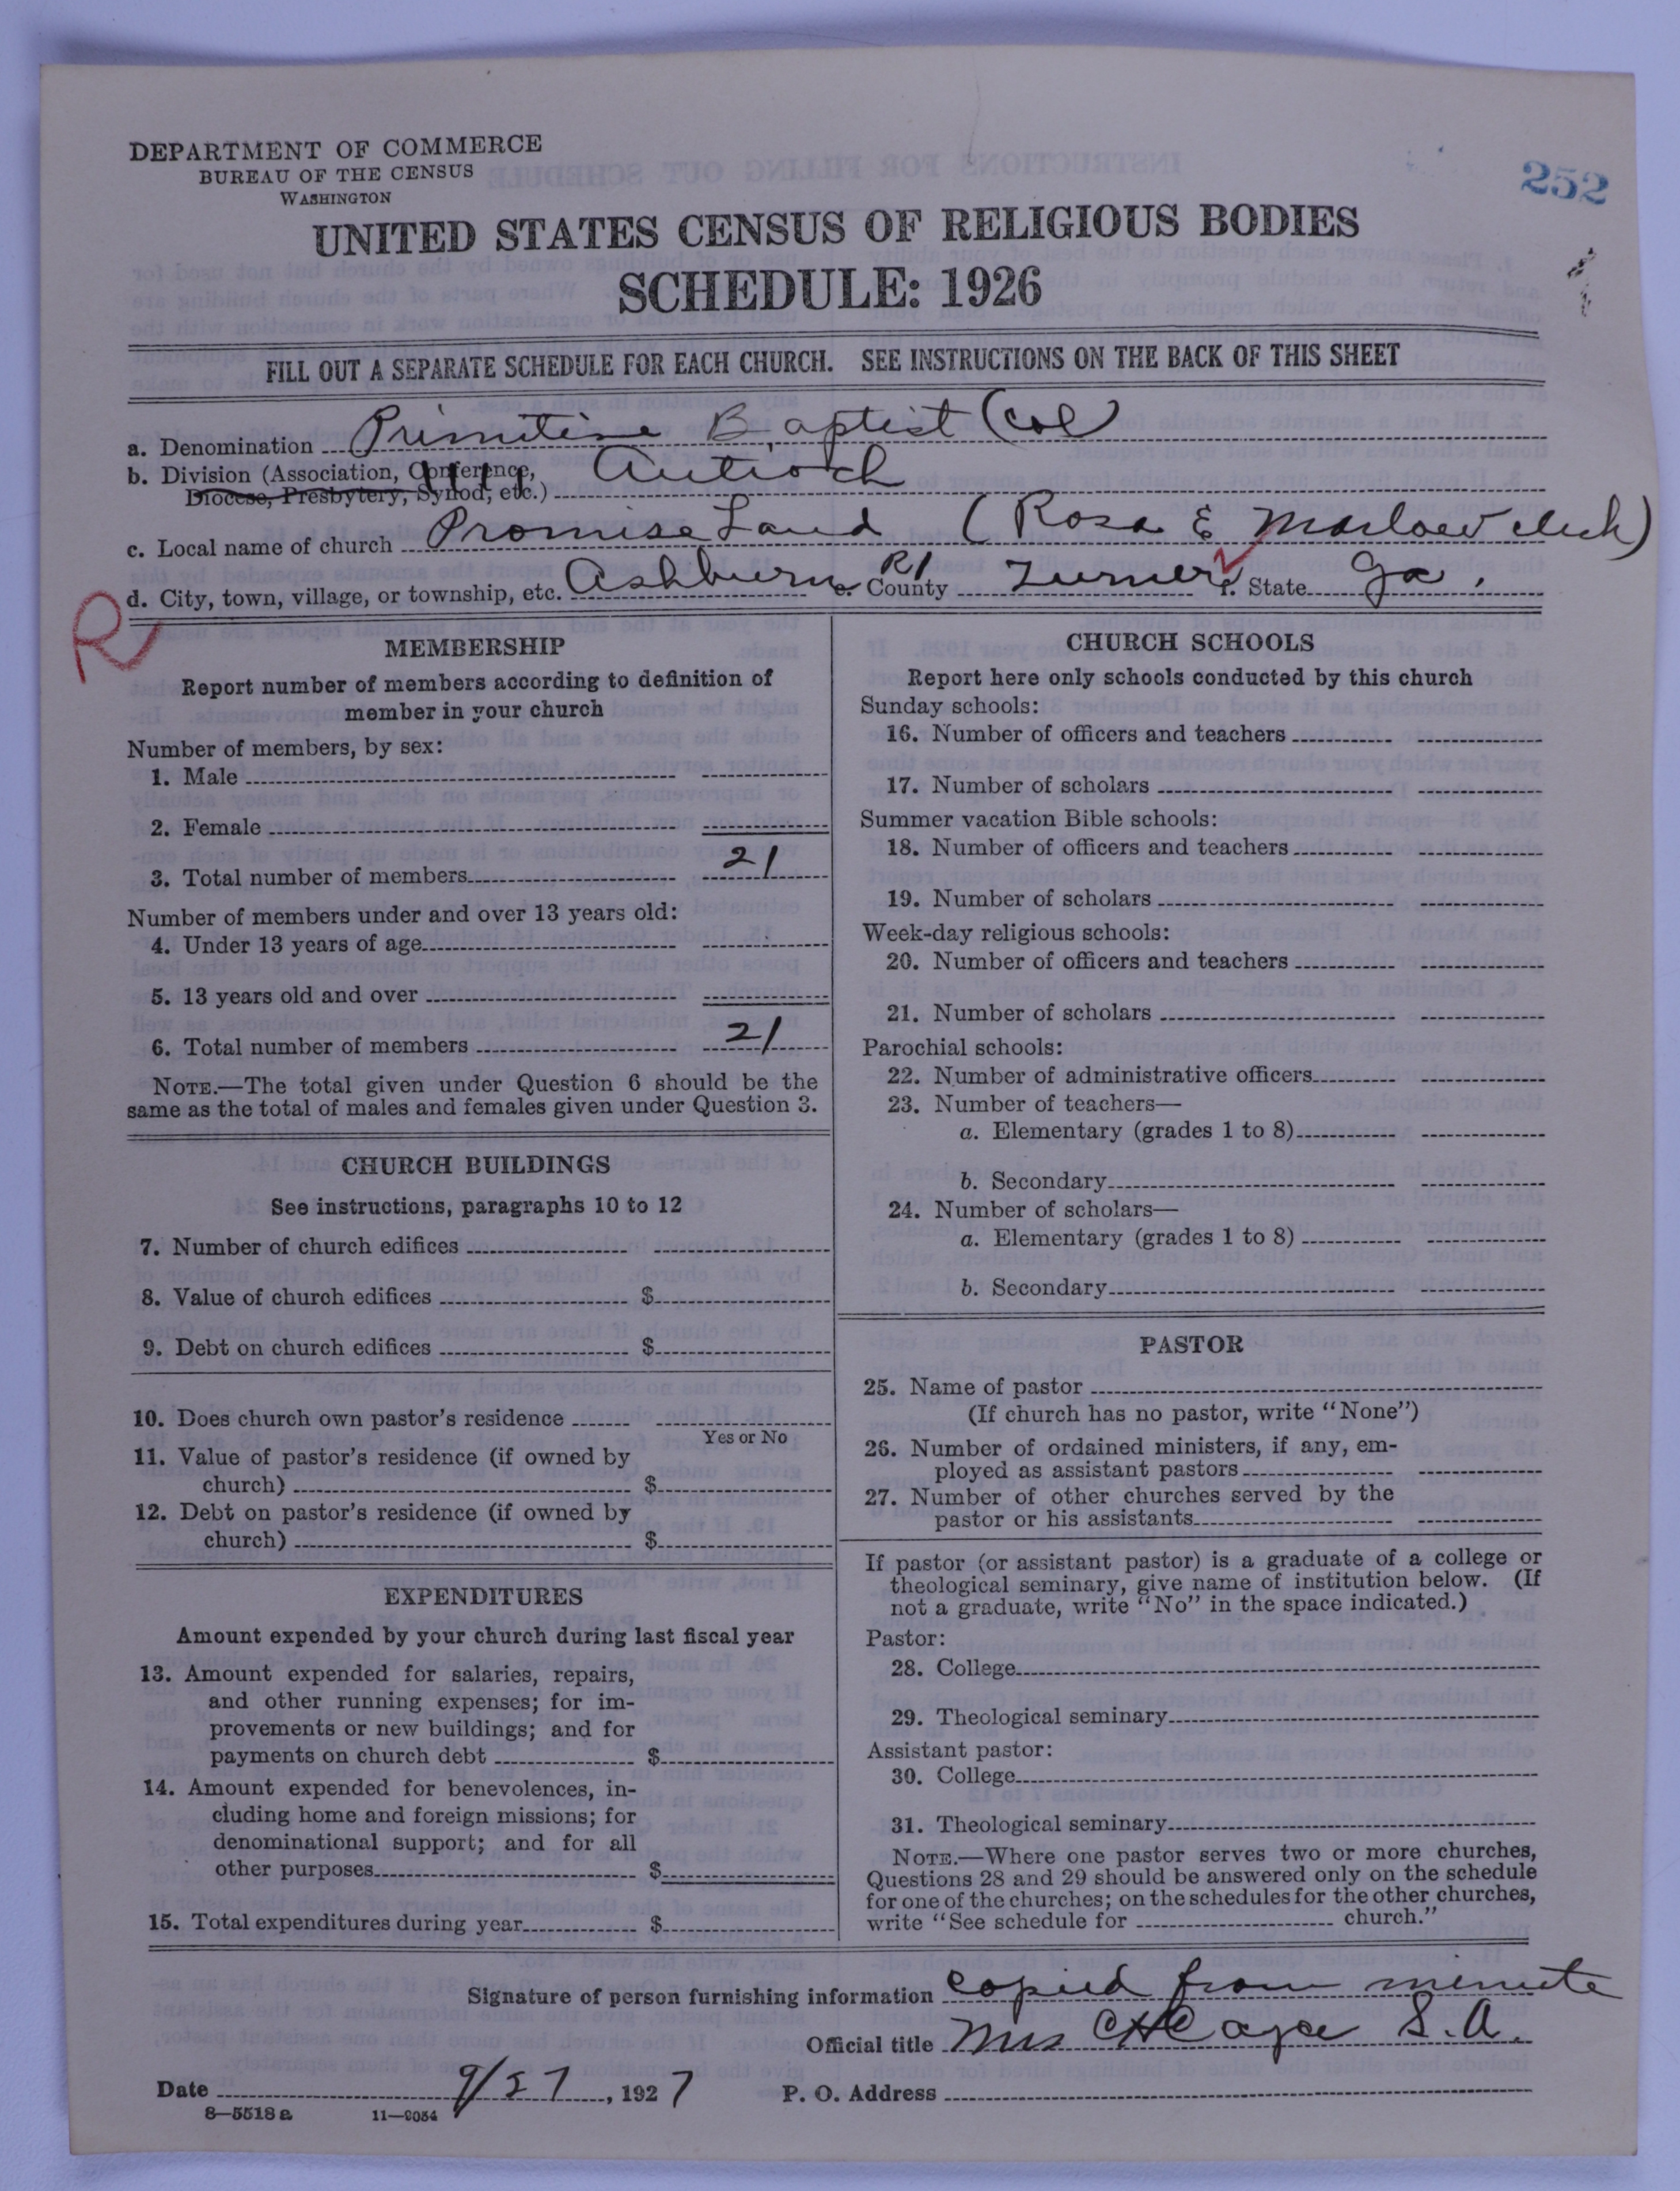 DEPARTMENT OF COMMERCE
BUREAU OF THE CENSUS
WASHINGTON
252
UNITED STATES CENSUS OF RELIGIOUS BODIES
SCHEDULE: 1926
FILL OUT A SEPARATE SCHEDULE FOR EACH CHURCH. SEE INSTRUCTIONS ON THE BACK OF THIS SHEET
a. Denomination Primitive Baptist (Col
b. Division (Association, Conference, Antioch
Diocese, Presbytery, Synod, etc.)
c. Local name of church Promise Land (Rosa &
d. City, town, village, or township, etc. Ashburn R1 e. County Turner f. State Ga.
R
MEMBERSHIP
Report number of members according to definition of
member in your church
Number of members, by sex:
1. Male
2. Female
3. Total number of members 21
Number of members under and over 13 years old:
4. Under 13 years of age
5. 13 years old and over
6. Total number of members 21
NOTE.—The total given under Question 6 should be the
same as the total of males and females given under Question 3.
CHURCH BUILDINGS
See instructions, paragraphs 10 to 12
7. Number of church edifices
8. Value of church edifices $
9. Debt on church edifices $
10. Does church own pastor's residence
Yes or No
11. Value of pastor's residence (if owned by
church) $
12. Debt on pastor's residence (if owned by
church) $
EXPENDITURES
Amount expended by your church during last fiscal year
13. Amount expended for salaries, repairs,
and other running expenses; for im-
provements or new buildings; and for
payments on church debt $
14. Amount expended for benevolences, in-
cluding home and foreign missions; for
denominational support; and for all
other purposes $
15. Total expenditures during year $
CHURCH SCHOOLS
Report here only schools conducted by this church
Sunday schools:
16. Number of officers and teachers
17. Number of scholars
Summer vacation Bible schools:
18. Number of officers and teachers
19. Number of scholars
Week-day religious schools:
20. Number of officers and teachers
21. Number of scholars
Parochial schools:
22. Number of administrative officers
23. Number of teachers—
a. Elementary (grades 1 to 8)
b. Secondary
24. Number of scholars—
a. Elementary (grades 1 to 8)
b. Secondary
PASTOR
25. Name of pastor
(If church has no pastor, write "None")
26. Number of ordained ministers, if any, em-
ployed as assistant pastors
27. Number of other churches served by the
pastor or his assistants
If pastor (or assistant pastor) is a graduate of a college or
theological seminary, give name of institution below. (If
not a graduate, write "No" in the space indicated.)
Pastor:
28. College
29. Theological seminary
Assistant pastor:
30. College
31. Theological seminary
NOTE.—Where one pastor serves two or more churches,
Questions 28 and 29 should be answered only on the schedule
for one of the churches; on the schedules for the other churches,
write "See schedule for church."
Signature of person furnishing information copied from minute
Official title Mrs S.A.
Date 9/27, 1927 P. O. Address
8—5518a 11—9054